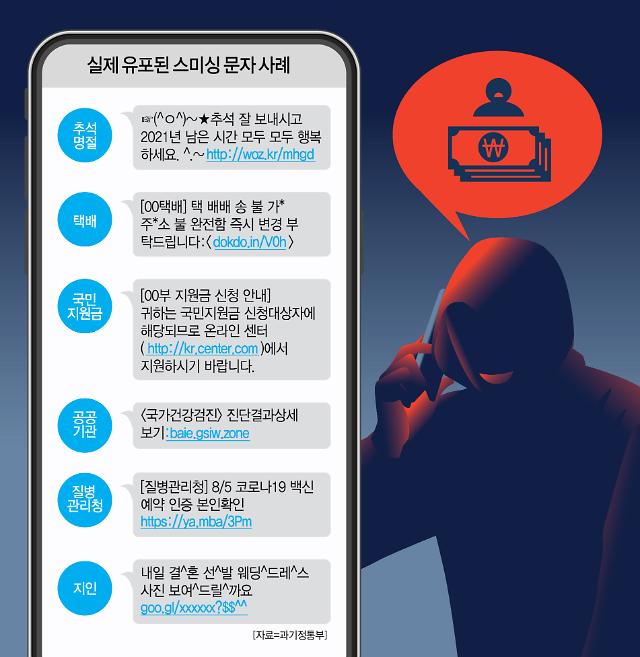 실제 유포된 스미싱 문자 사례
추석
명절
☞(^ㅇ^)~★추석 잘 보내시고
2021년 남은 시간 모두 모두 행복
하세요. ^.~ http://woz.kr/mhgd
택배
[00택배] 택 배배 송 불 가*
주*소 불 완전함 즉시 변경 부
탁드립니다:〈dokdo.in/V0h〉
국민
지원금
[00부 지원금 신청 안내]
귀하는 국민지원금 신청대상자에
해당되므로 온라인 센터
( http://kr.center.com )에서
지원하시기 바랍니다.
공공
기관
〈국가건강검진〉 진단결과상세
보기:baie.gsiw.zone
질병
관리청
[질병관리청] 8/5 코로나19 백신
예약 인증 본인확인
https://ya.mba/3Pm
지인
내일 결^혼 선^발 웨딩^드레^스
사진 보여^드릴^까요
goo.gl/xxxxxx?$$^^
[자료=과기정통부]
₩